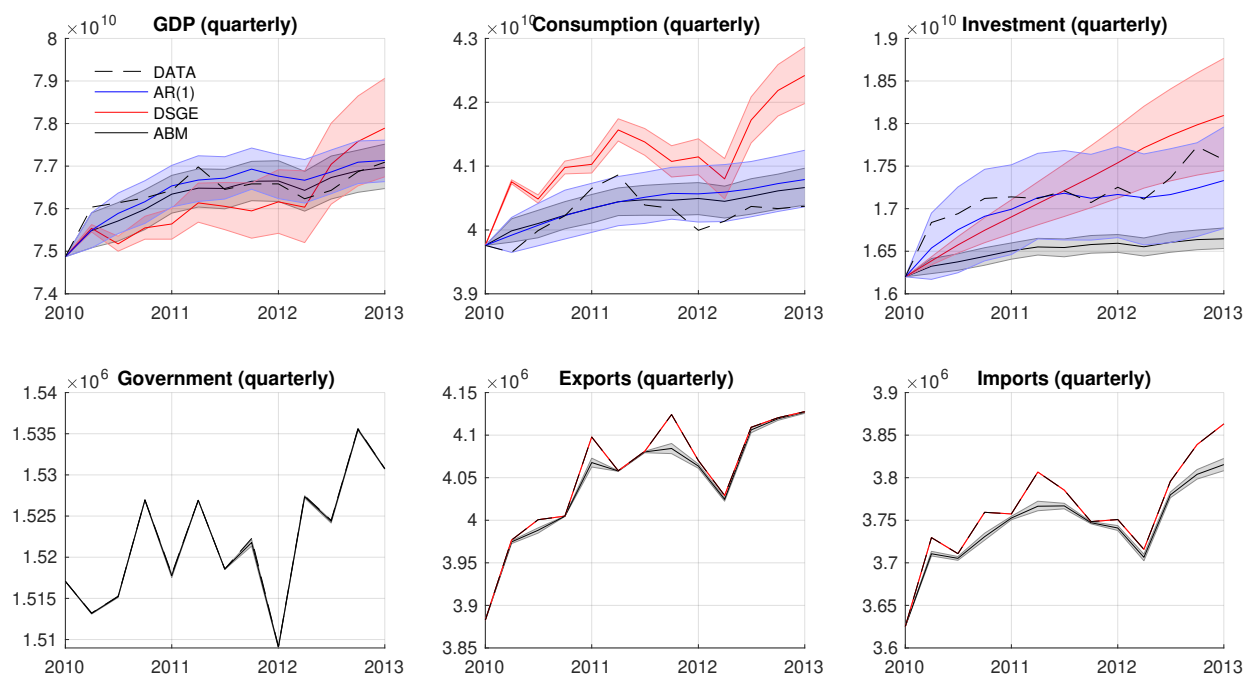 ×10^10 GDP (quarterly)
8
7.9
7.8
7.7
7.6
7.5
7.4
2010 2011 2012 2013
DATA
AR(1)
DSGE
ABM
×10^10 Consumption (quarterly)
4.3
4.2
4.1
4
3.9
2010 2011 2012 2013
×10^10 Investment (quarterly)
1.9
1.8
1.7
1.6
1.6
1.5
2010 2011 2012 2013
×10^6 Government (quarterly)
1.54
1.535
1.53
1.525
1.52
1.515
1.51
2010 2011 2012 2013
×10^6 Exports (quarterly)
4.15
4.1
4.05
4
3.95
3.9
3.85
2010 2011 2012 2013
×10^6 Imports (quarterly)
3.9
3.85
3.8
3.75
3.7
3.65
3.6
2010 2011 2012 2013